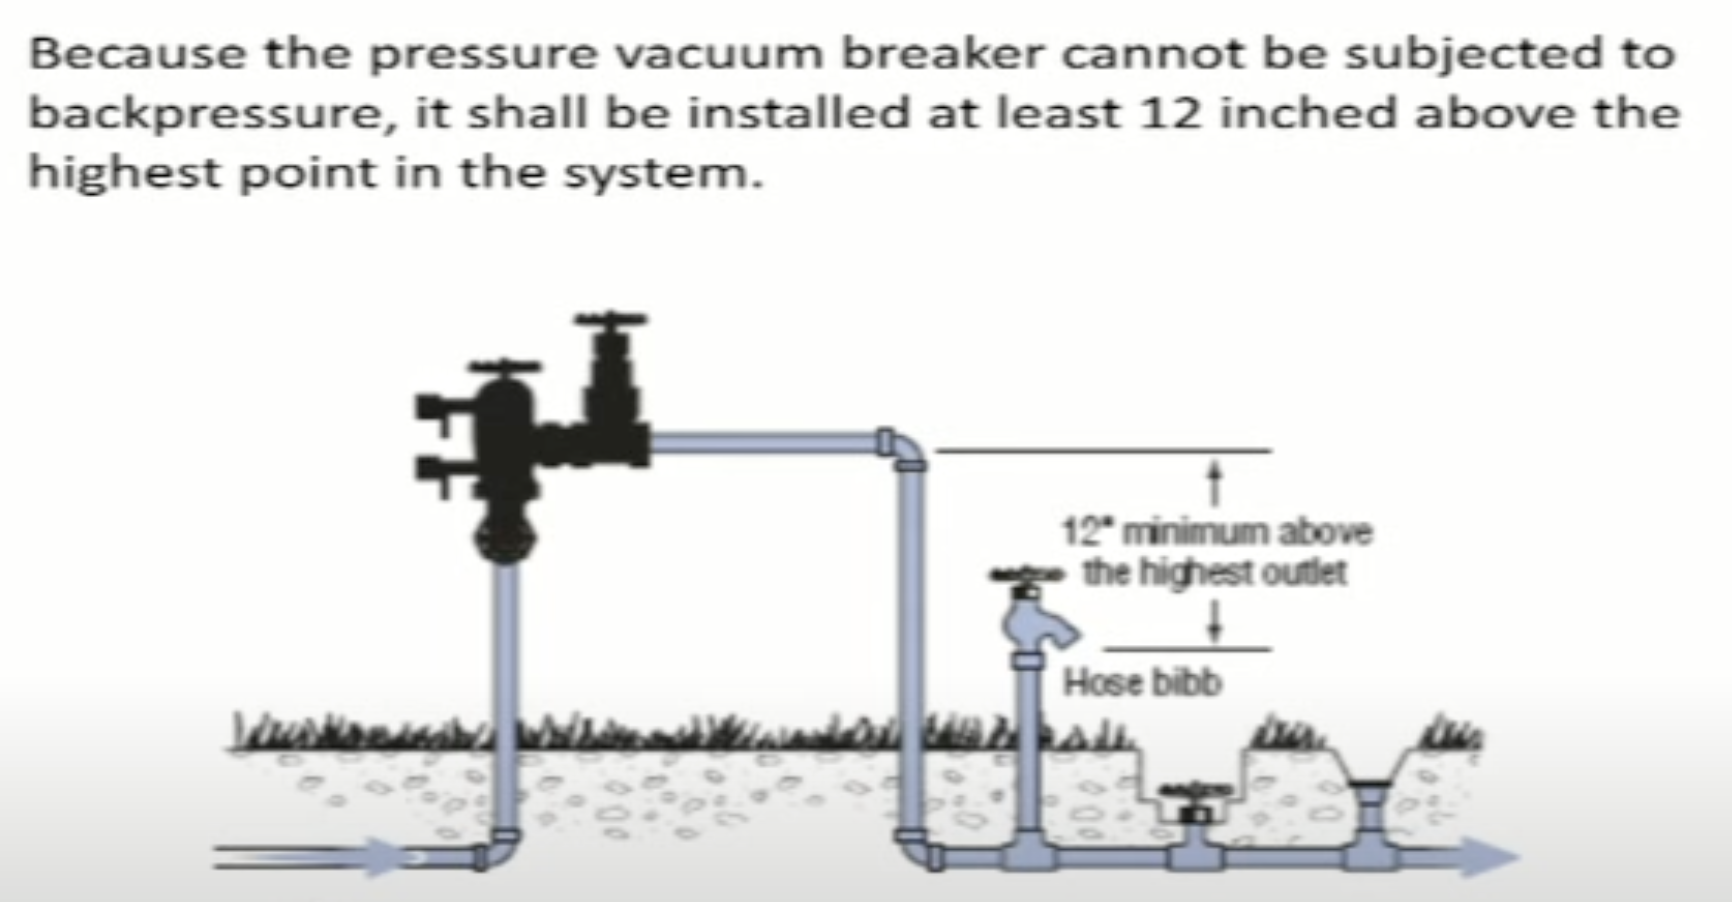 Because the pressure vacuum breaker cannot be subjected to
backpressure, it shall be installed at least 12 inched above the
highest point in the system.
12" minimum above
the highest outlet
Hose bibb